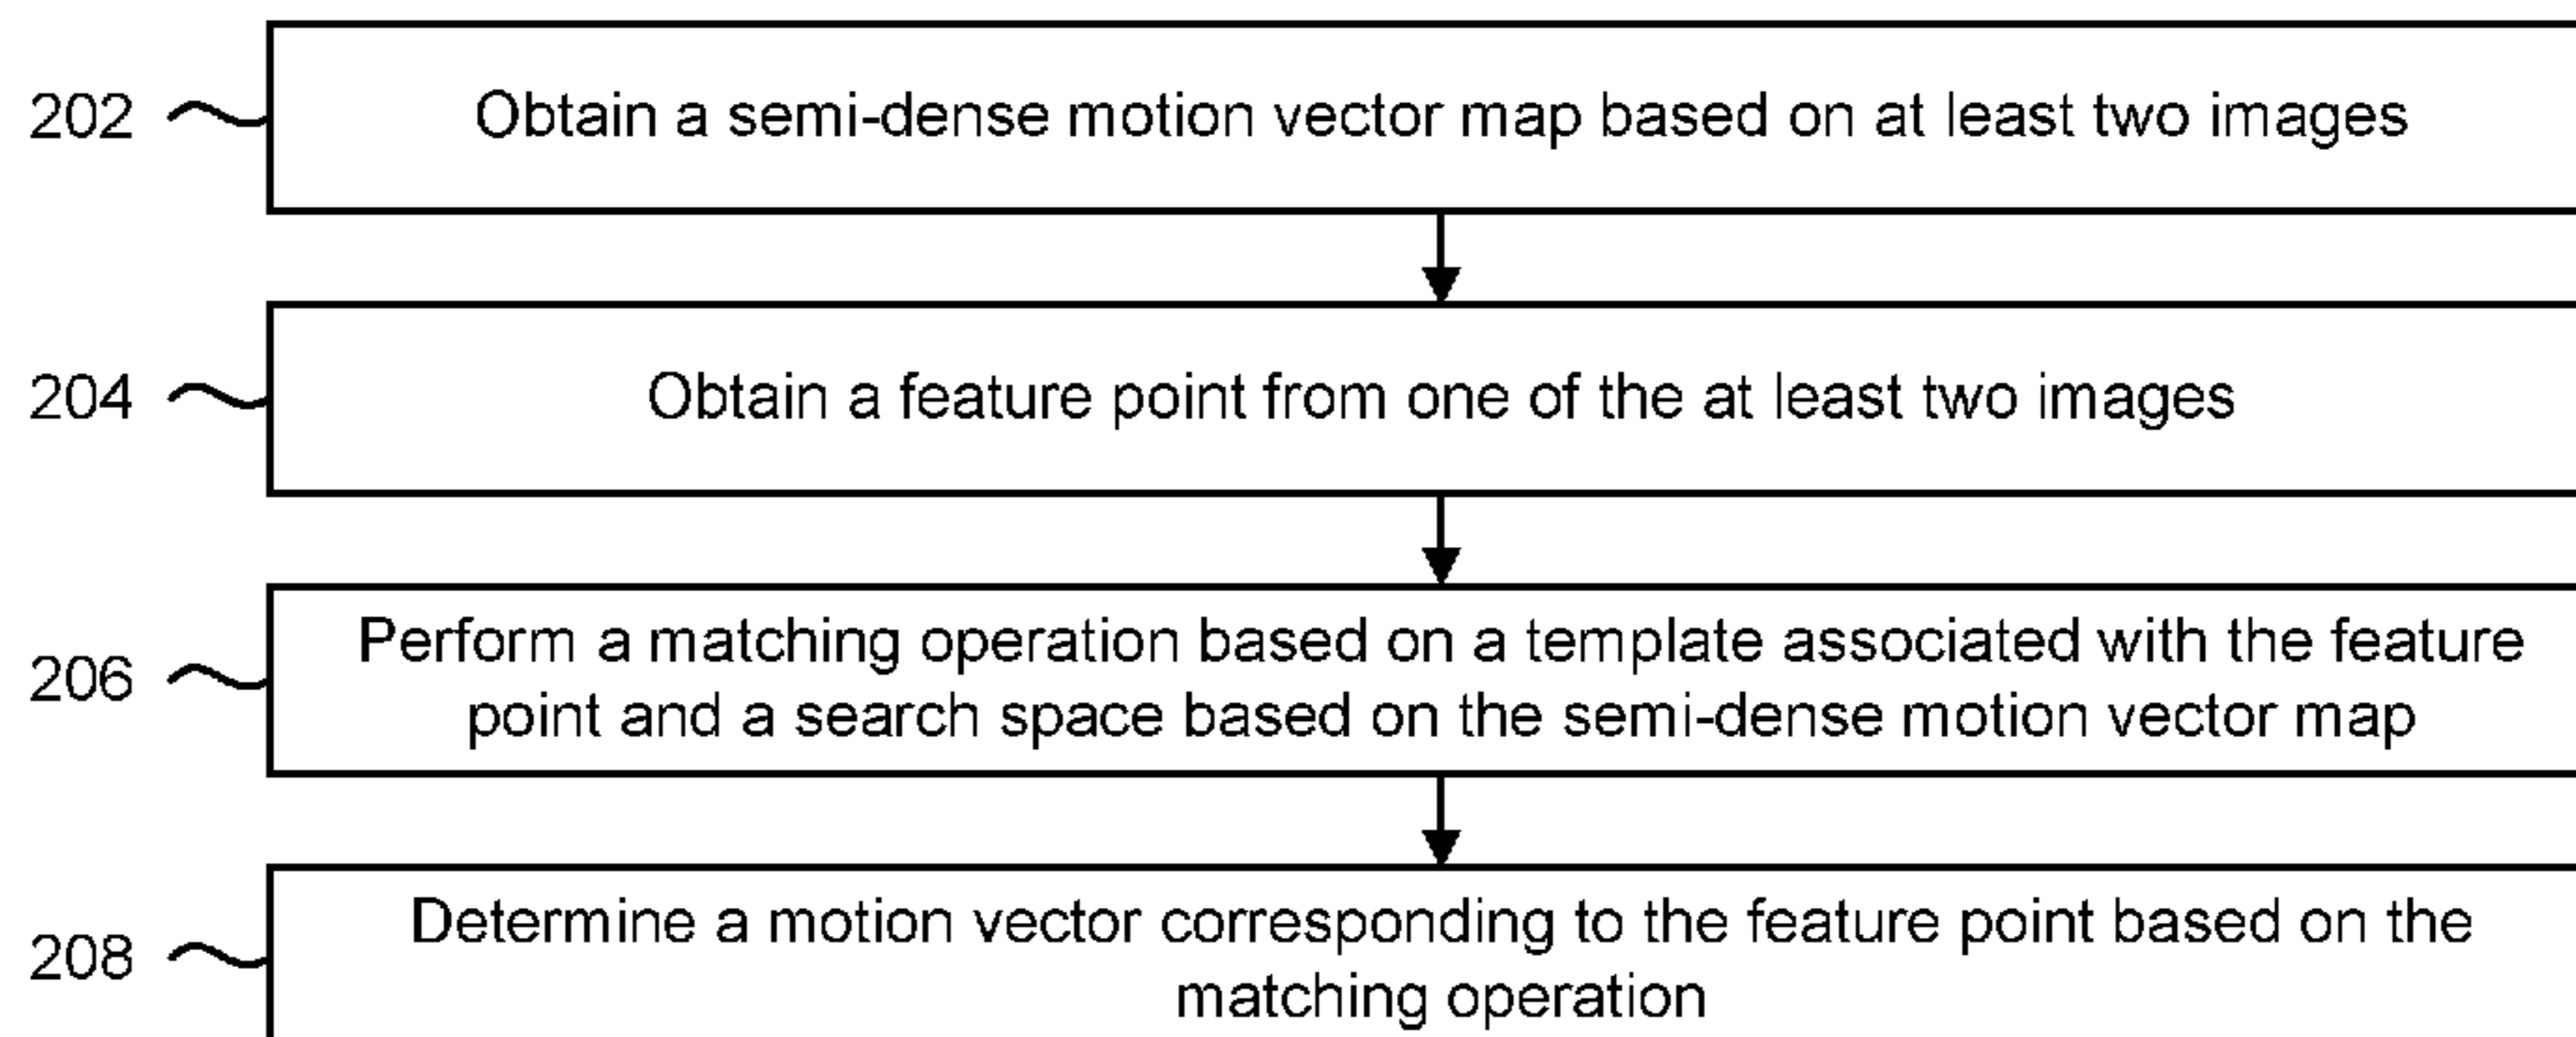 202
Obtain a semi-dense motion vector map based on at least two images
204
Obtain a feature point from one of the at least two images
206
Perform a matching operation based on a template associated with the feature
point and a search space based on the semi-dense motion vector map
208
Determine a motion vector corresponding to the feature point based on the
matching operation